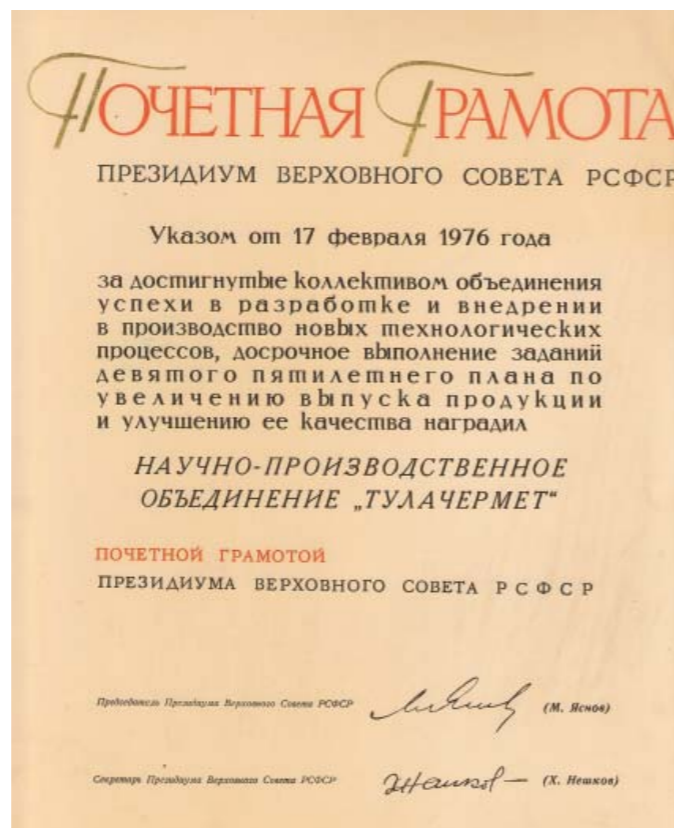 ПОЧЕТНАЯ ГРАМОТА
ПРЕЗИДИУМ ВЕРХОВНОГО СОВЕТА РСФСР
Указом от 17 февраля 1976 года
за достигнутые коллективом объединения
успехи в разработке и внедрении
в производство новых технологических
процессов, досрочное выполнение заданий
девятого пятилетнего плана по
увеличению выпуска продукции
и улучшению ее качества наградил
НАУЧНО-ПРОИЗВОДСТВЕННОЕ
ОБЪЕДИНЕНИЕ „ТУЛАЧЕРМЕТ“
ПОЧЕТНОЙ ГРАМОТОЙ
ПРЕЗИДИУМА ВЕРХОВНОГО СОВЕТА РСФСР
Председатель Президиума Верховного Совета РСФСР (М. Яснов)
Секретарь Президиума Верховного Совета РСФСР (Х. Нешков)